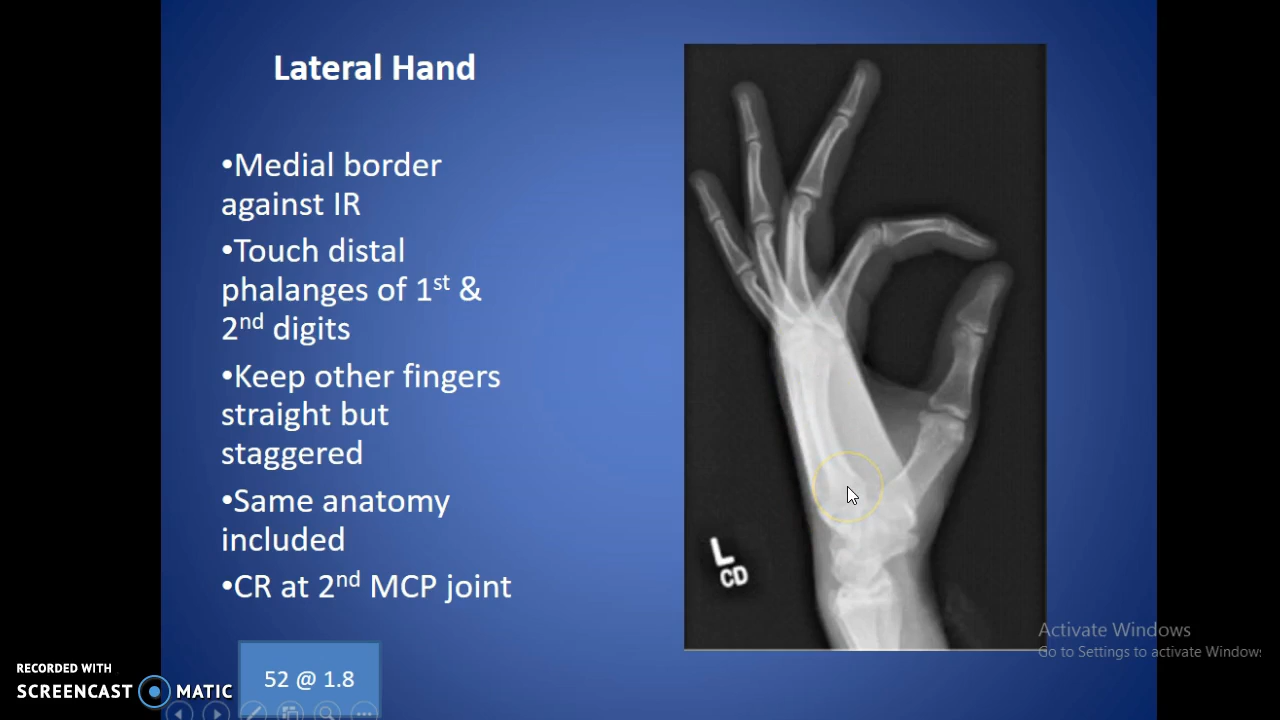 Lateral Hand
•Medial border
against IR
•Touch distal
phalanges of 1st &
2nd digits
•Keep other fingers
straight but
staggered
•Same anatomy
included
•CR at 2nd MCP joint
L
CD
Activate Windows
Go to Settings to activate Windows
RECORDED WITH
SCREENCAST MATIC
52 @ 1.8